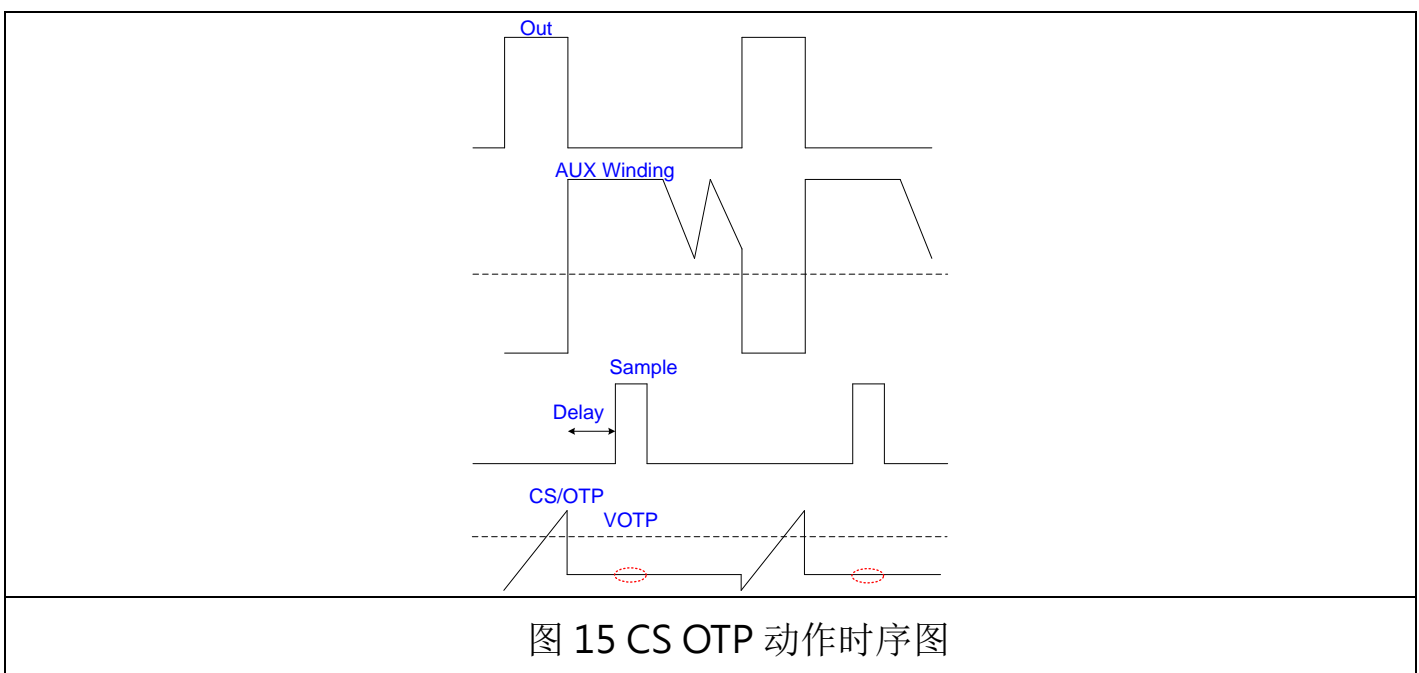 Out
AUX Winding
Sample
Delay
CS/OTP
VOTP
图 15 CS OTP 动作时序图